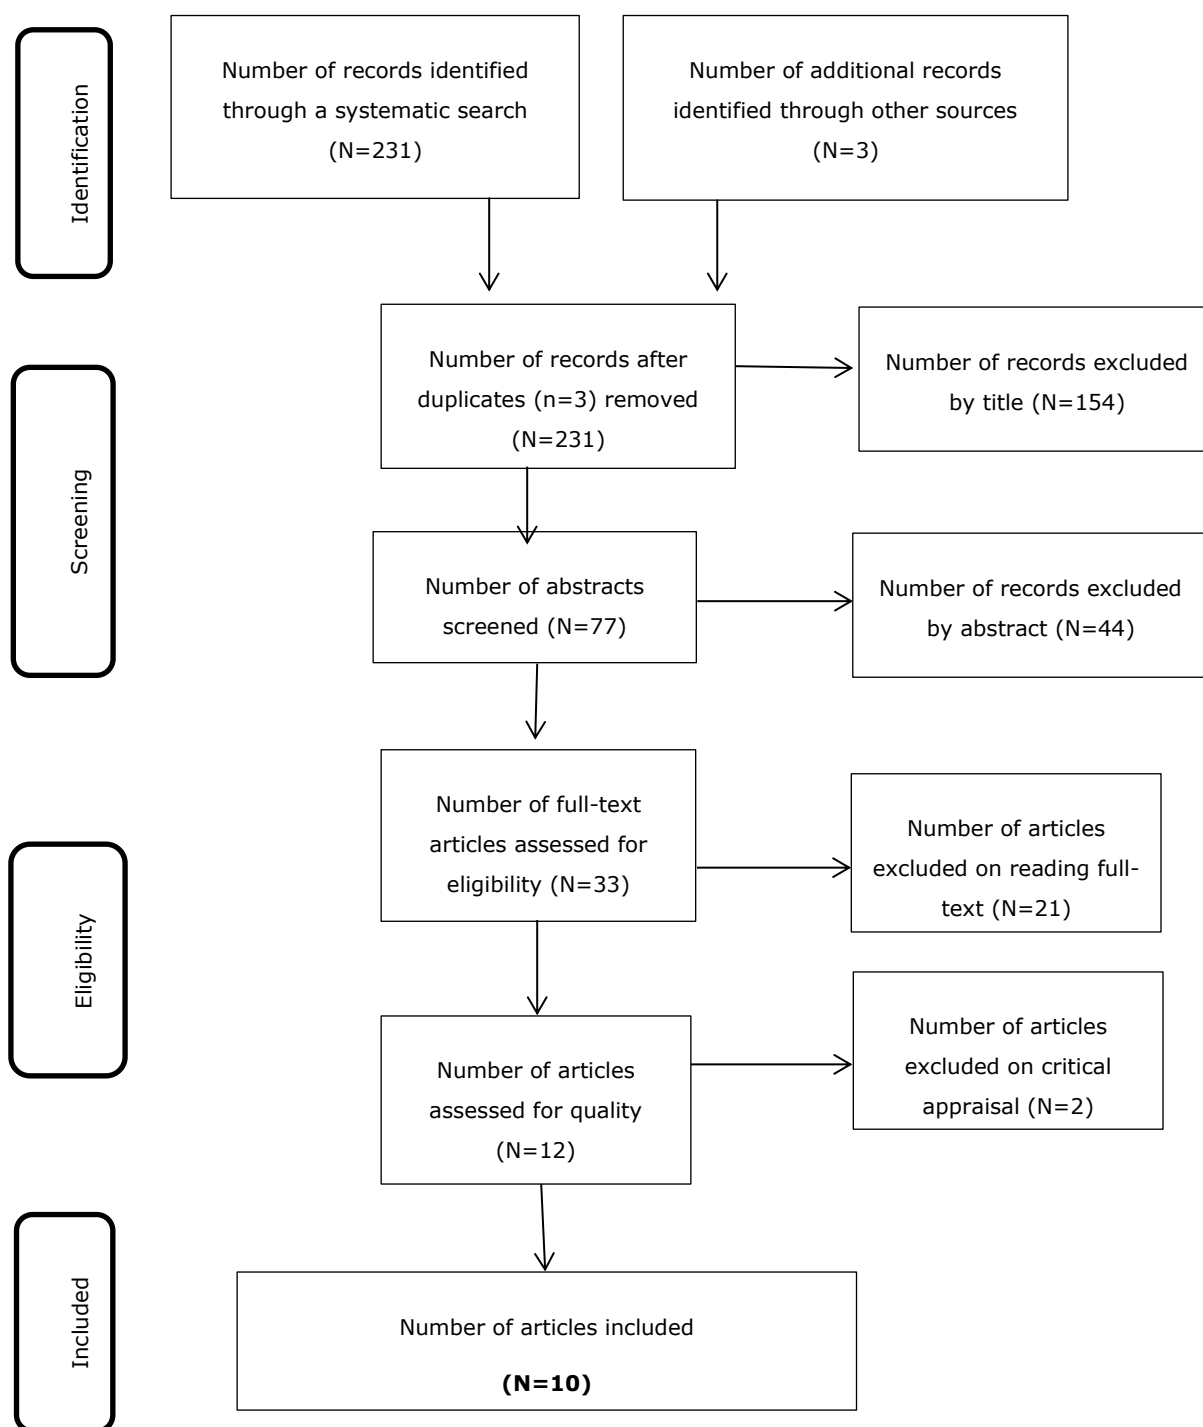 Identification
Number of records identified
through a systematic search
(N=231)
Number of additional records
identified through other sources
(N=3)
Screening
Number of records after
duplicates (n=3) removed
(N=231)
Number of records excluded
by title (N=154)
Number of abstracts
screened (N=77)
Number of records excluded
by abstract (N=44)
Eligibility
Number of full-text
articles assessed for
eligibility (N=33)
Number of articles
excluded on reading full-
text (N=21)
Number of articles
assessed for quality
(N=12)
Number of articles
excluded on critical
appraisal (N=2)
Included
Number of articles included
(N=10)